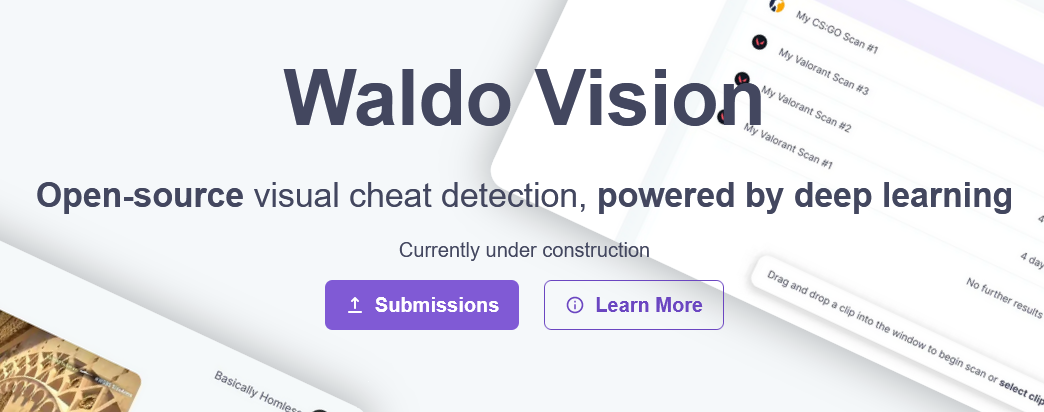 My CS:GO Scan #1
My Valorant Scan #3
My Valorant Scan #2
My Valorant Scan #1
Waldo Vision
Open-source visual cheat detection, powered by deep learning
Currently under construction
Submissions
Learn More
4
4 day
No further results
Drag and drop a clip into the window to begin scan or select clip
Basically Homeless